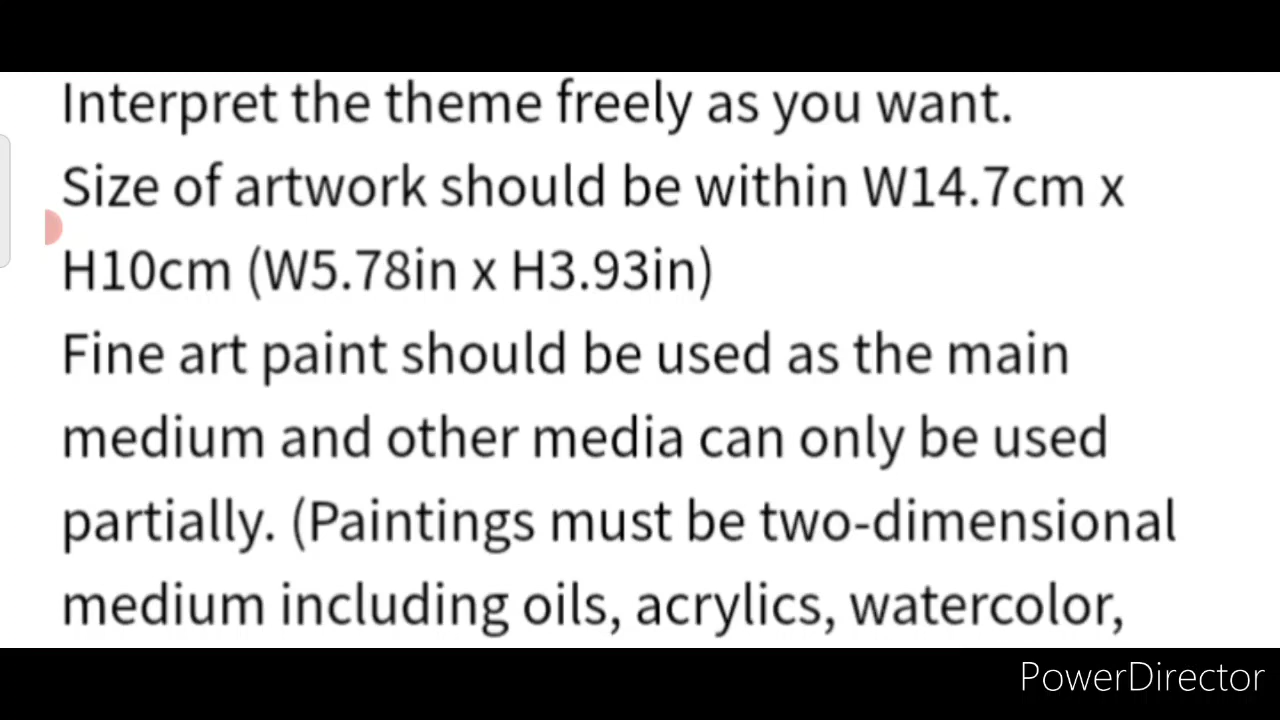 Interpret the theme freely as you want.
Size of artwork should be within W14.7cm x
H10cm (W5.78in x H3.93in)
Fine art paint should be used as the main
medium and other media can only be used
partially. (Paintings must be two-dimensional
medium including oils, acrylics, watercolor,
PowerDirector